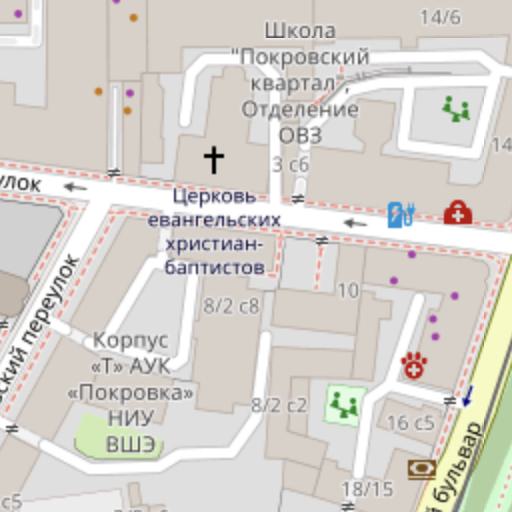 14/6
Школа
"Покровский
квартал",
Отделение
ОВЗ
3 с6
14
улок
Церковь
евангельских
христиан-
баптистов
ский переулок
8/2 с8
10
Корпус
«Т» АУК
«Покровка»
НИУ
ВШЭ
8/2 с2
16 с5
й бульвар
18/15
с5